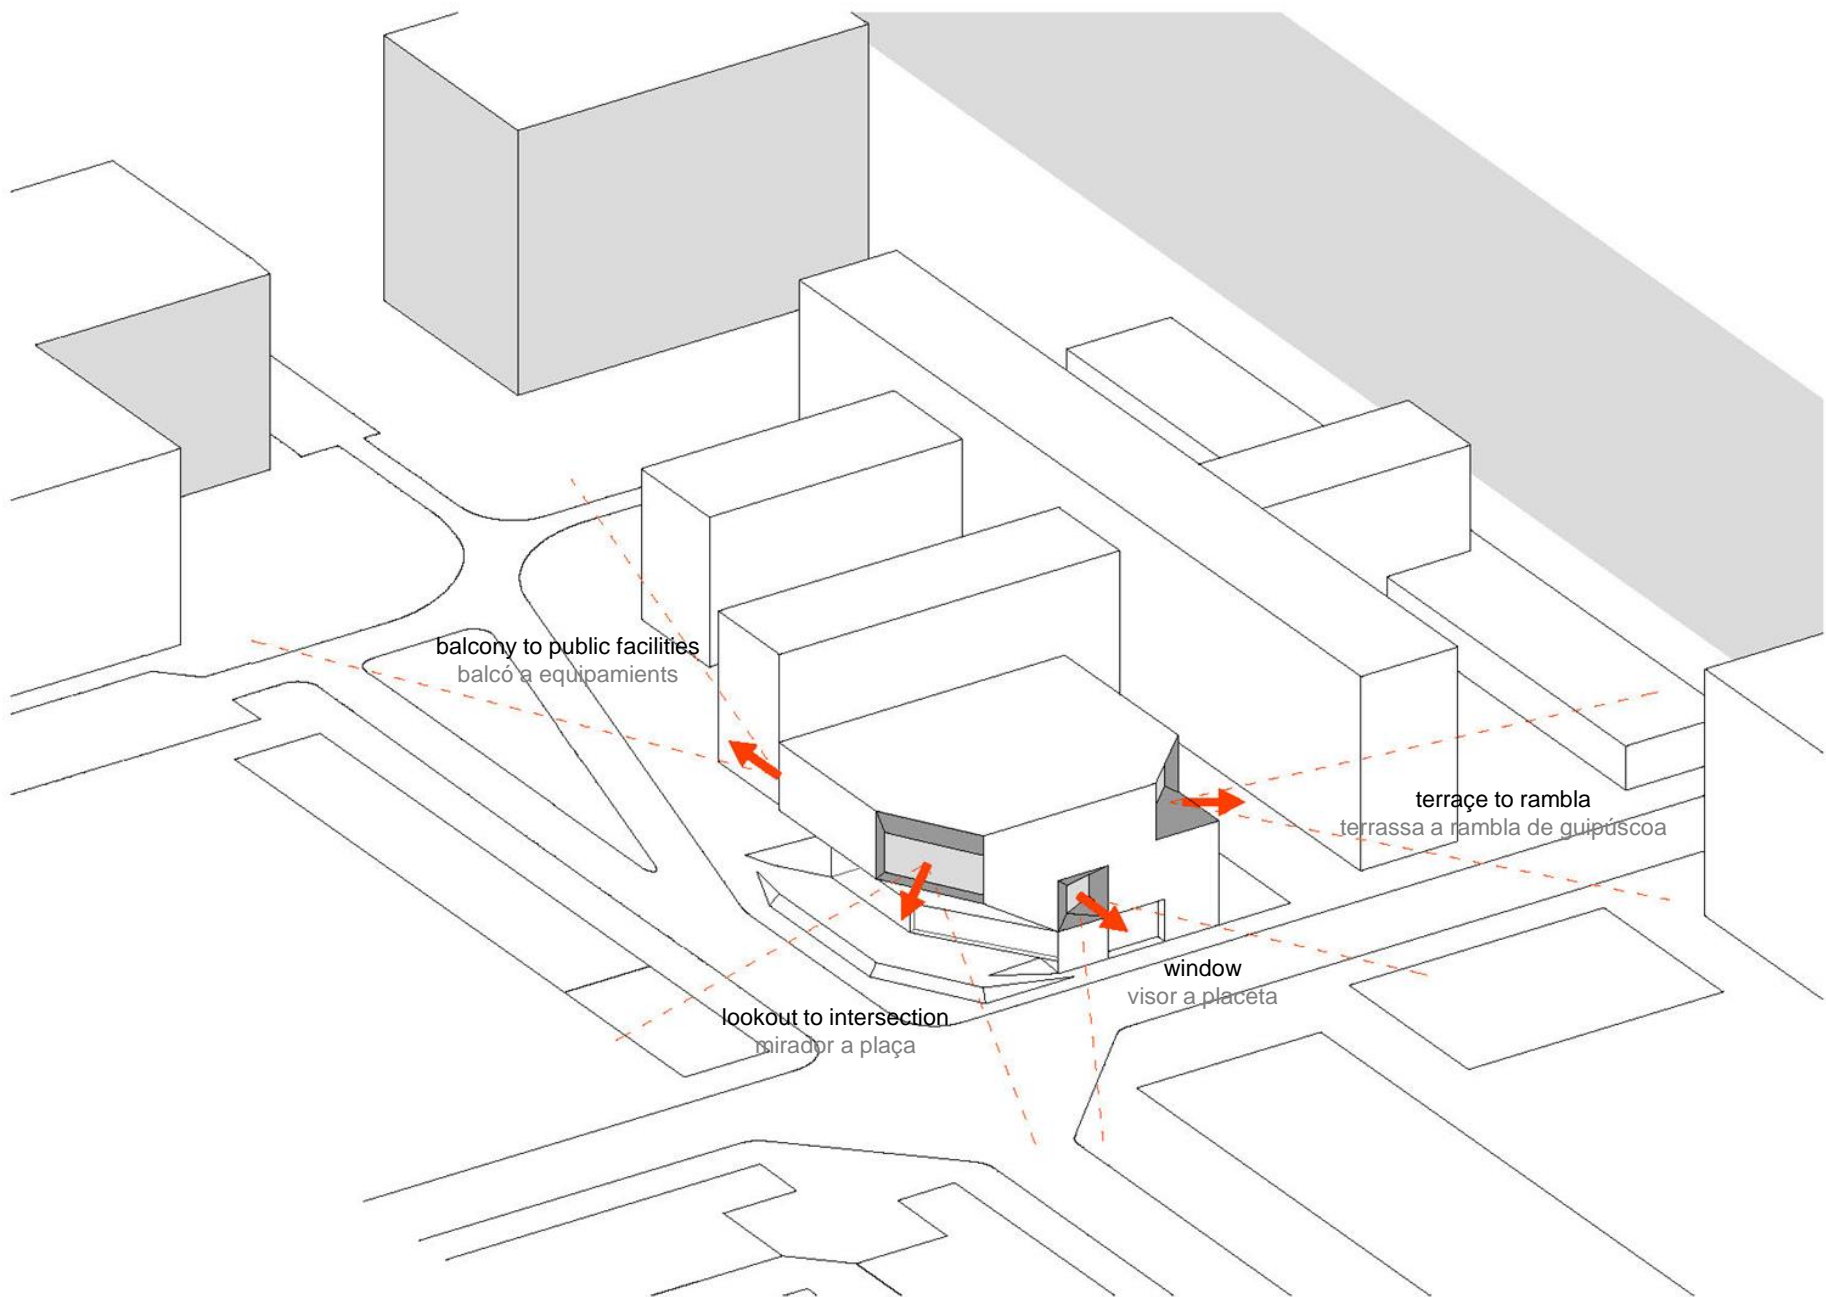 balcony to public facilities
balcó a equipamients
terraçe to rambla
terrassa a rambla de guipúscoa
window
visor a placeta
lookout to intersection
mirador a plaça